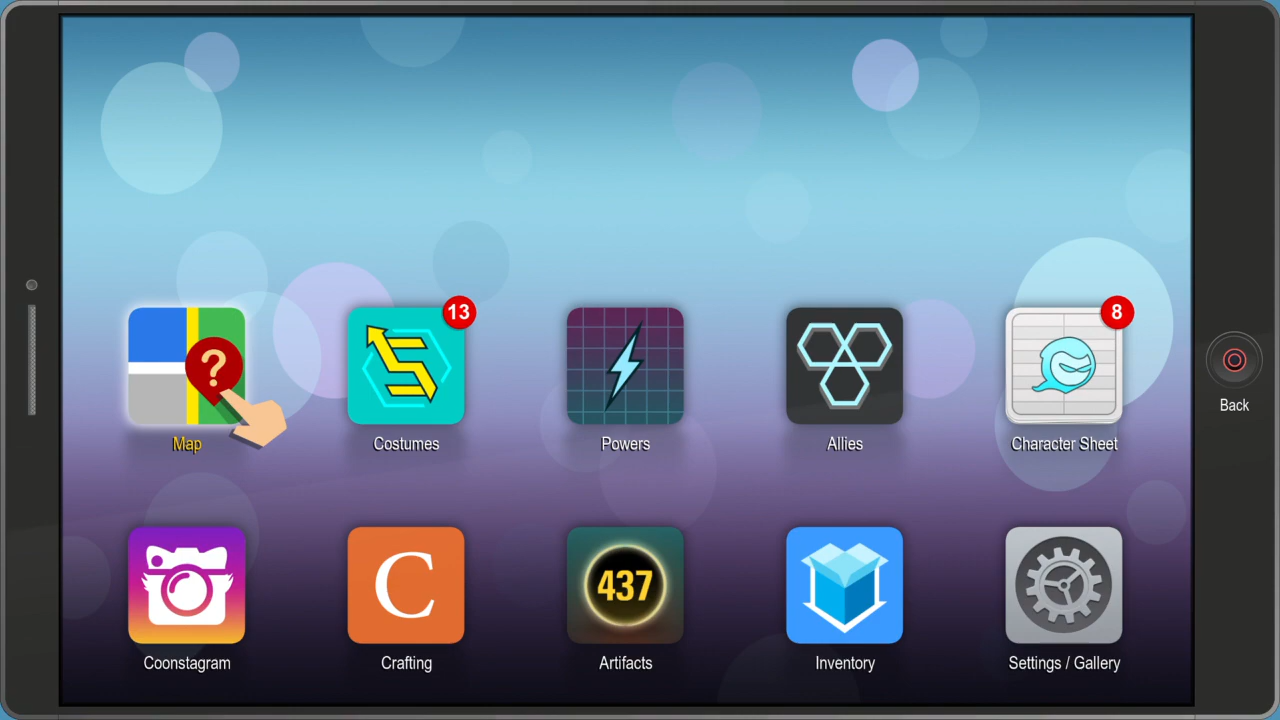 13
8
?
Map
Costumes
Powers
Allies
Character Sheet
Back
C
437
Coonstagram
Crafting
Artifacts
Inventory
Settings / Gallery